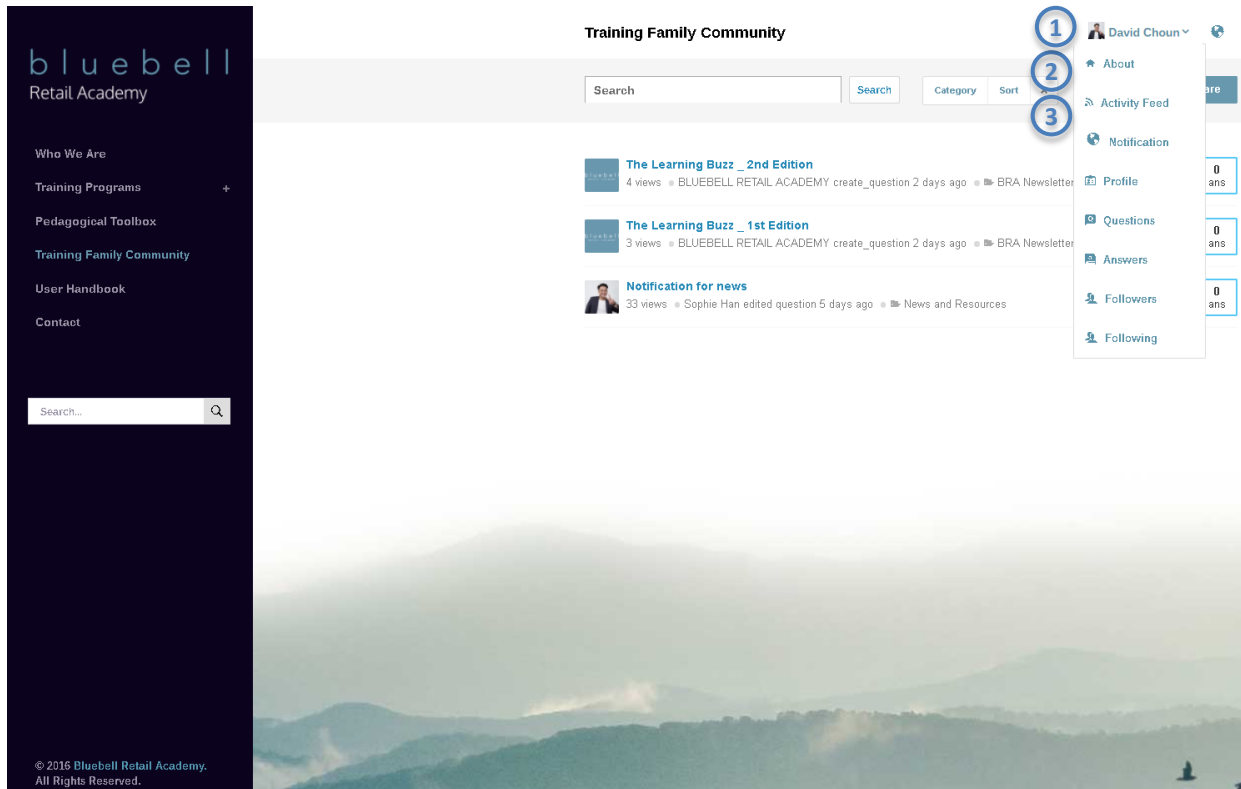 bluebell
Retail Academy
Who We Are
Training Programs +
Pedagogical Toolbox
Training Family Community
User Handbook
Contact
Search...
© 2016 Bluebell Retail Academy.
All Rights Reserved.
Training Family Community
1
David Choun
2
3
Search
Search
Category
Sort
About
Activity Feed
Notification
Profile
Questions
Answers
Followers
Following
The Learning Buzz _ 2nd Edition
4 views BLUEBELL RETAIL ACADEMY create_question 2 days ago BRA Newsletter
0
ans
The Learning Buzz _ 1st Edition
3 views BLUEBELL RETAIL ACADEMY create_question 2 days ago BRA Newsletter
0
ans
Notification for news
33 views Sophie Han edited question 5 days ago News and Resources
0
ans